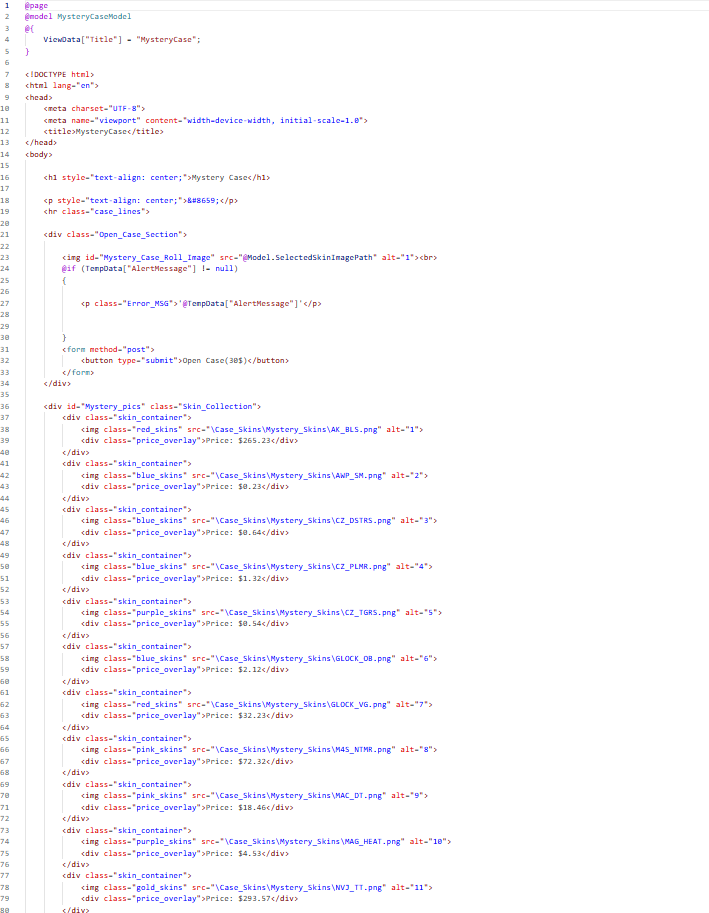 1 @page
2 @model MysteryCaseModel
3 @{
4 ViewData["Title"] = "MysteryCase";
5 }
6
7 <!DOCTYPE html>
8 <html lang="en">
9 <head>
10 <meta charset="UTF-8">
11 <meta name="viewport" content="width=device-width, initial-scale=1.0">
12 <title>MysteryCase</title>
13 </head>
14 <body>
15
16 <h1 style="text-align: center;">Mystery Case</h1>
17
18 <p style="text-align: center;">&#8659;</p>
19 <hr class="case_lines">
20
21 <div class="Open_Case_Section">
22
23 <img id="Mystery_Case_Roll_Image" src="@Model.SelectedSkinImagePath" alt="1"><br>
24 @if (TempData["AlertMessage"] != null)
25 {
26
27 <p class="Error_MSG">'@TempData["AlertMessage"]'</p>
28
29
30 }
31 <form method="post">
32 <button type="submit">Open Case(30$)</button>
33 </form>
34 </div>
35
36 <div id="Mystery_pics" class="Skin_Collection">
37 <div class="skin_container">
38 <img class="red_skins" src="\Case_Skins\Mystery_Skins\AK_BLS.png" alt="1">
39 <div class="price_overlay">Price: $265.23</div>
40 </div>
41 <div class="skin_container">
42 <img class="blue_skins" src="\Case_Skins\Mystery_Skins\AWP_SM.png" alt="2">
43 <div class="price_overlay">Price: $0.23</div>
44 </div>
45 <div class="skin_container">
46 <img class="blue_skins" src="\Case_Skins\Mystery_Skins\CZ_DSTRS.png" alt="3">
47 <div class="price_overlay">Price: $0.64</div>
48 </div>
49 <div class="skin_container">
50 <img class="blue_skins" src="\Case_Skins\Mystery_Skins\CZ_PLMR.png" alt="4">
51 <div class="price_overlay">Price: $1.32</div>
52 </div>
53 <div class="skin_container">
54 <img class="purple_skins" src="\Case_Skins\Mystery_Skins\CZ_TGRS.png" alt="5">
55 <div class="price_overlay">Price: $0.54</div>
56 </div>
57 <div class="skin_container">
58 <img class="blue_skins" src="\Case_Skins\Mystery_Skins\GLOCK_OB.png" alt="6">
59 <div class="price_overlay">Price: $2.12</div>
60 </div>
61 <div class="skin_container">
62 <img class="red_skins" src="\Case_Skins\Mystery_Skins\GLOCK_VG.png" alt="7">
63 <div class="price_overlay">Price: $32.23</div>
64 </div>
65 <div class="skin_container">
66 <img class="pink_skins" src="\Case_Skins\Mystery_Skins\M4S_NTMR.png" alt="8">
67 <div class="price_overlay">Price: $72.32</div>
68 </div>
69 <div class="skin_container">
70 <img class="pink_skins" src="\Case_Skins\Mystery_Skins\MAC_DT.png" alt="9">
71 <div class="price_overlay">Price: $18.46</div>
72 </div>
73 <div class="skin_container">
74 <img class="purple_skins" src="\Case_Skins\Mystery_Skins\MAG_HEAT.png" alt="10">
75 <div class="price_overlay">Price: $4.53</div>
76 </div>
77 <div class="skin_container">
78 <img class="gold_skins" src="\Case_Skins\Mystery_Skins\NVJ_TT.png" alt="11">
79 <div class="price_overlay">Price: $293.57</div>
80 </div>